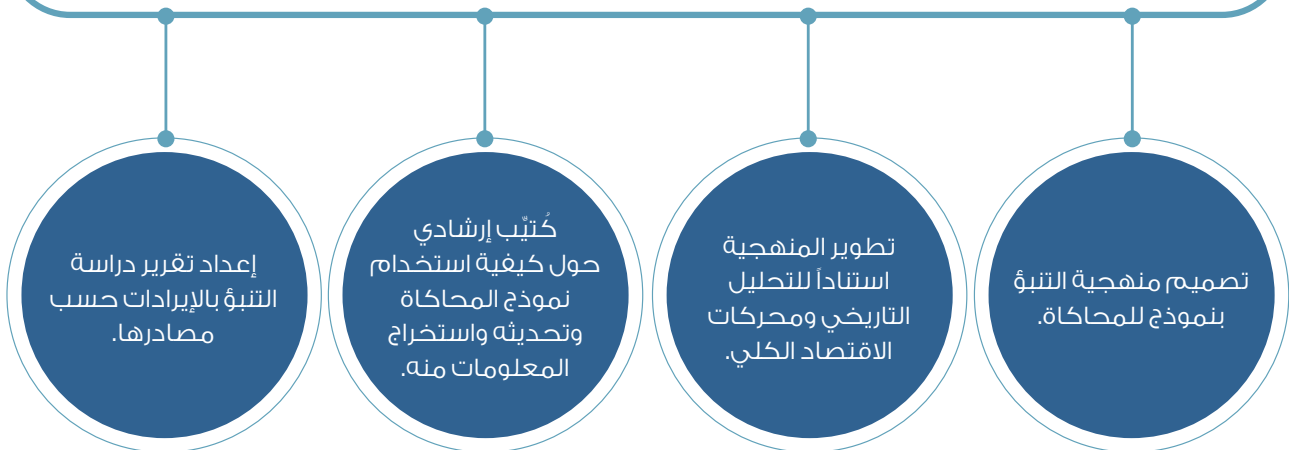 تصميم منهجية التنبؤ
بنموذج للمحاكاة.
تطوير المنهجية
استناداً للتحليل
التاريخي ومحركات
الاقتصاد الكلي.
كُتيِّب إرشادي
حول كيفية استخدام
نموذج المحاكاة
وتحديثه واستخراج
المعلومات منه.
إعداد تقرير دراسة
التنبؤ بالإيرادات حسب
مصادرها.